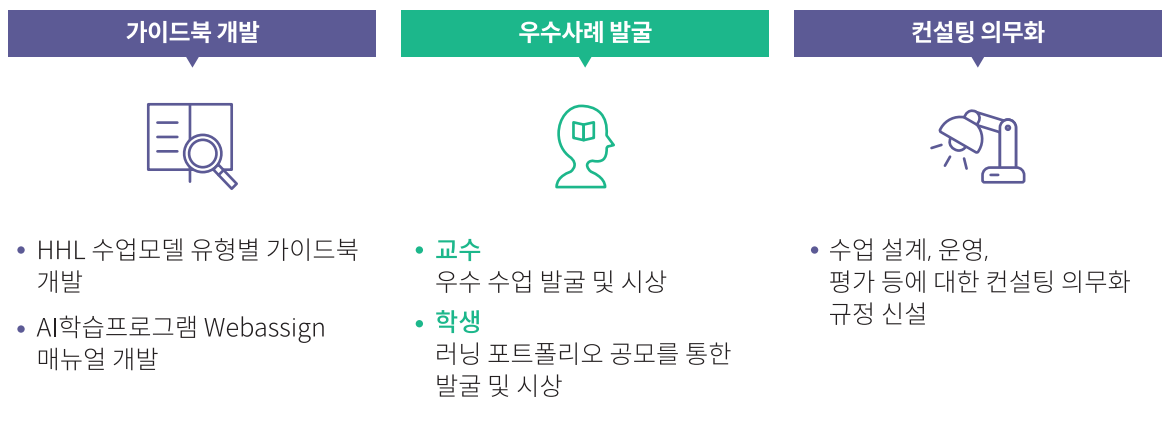 가이드북 개발
• HHL 수업모델 유형별 가이드북
개발
• AI학습프로그램 Webassign
매뉴얼 개발
우수사례 발굴
• 교수
우수 수업 발굴 및 시상
• 학생
러닝 포트폴리오 공모를 통한
발굴 및 시상
컨설팅 의무화
• 수업 설계, 운영,
평가 등에 대한 컨설팅 의무화
규정 신설